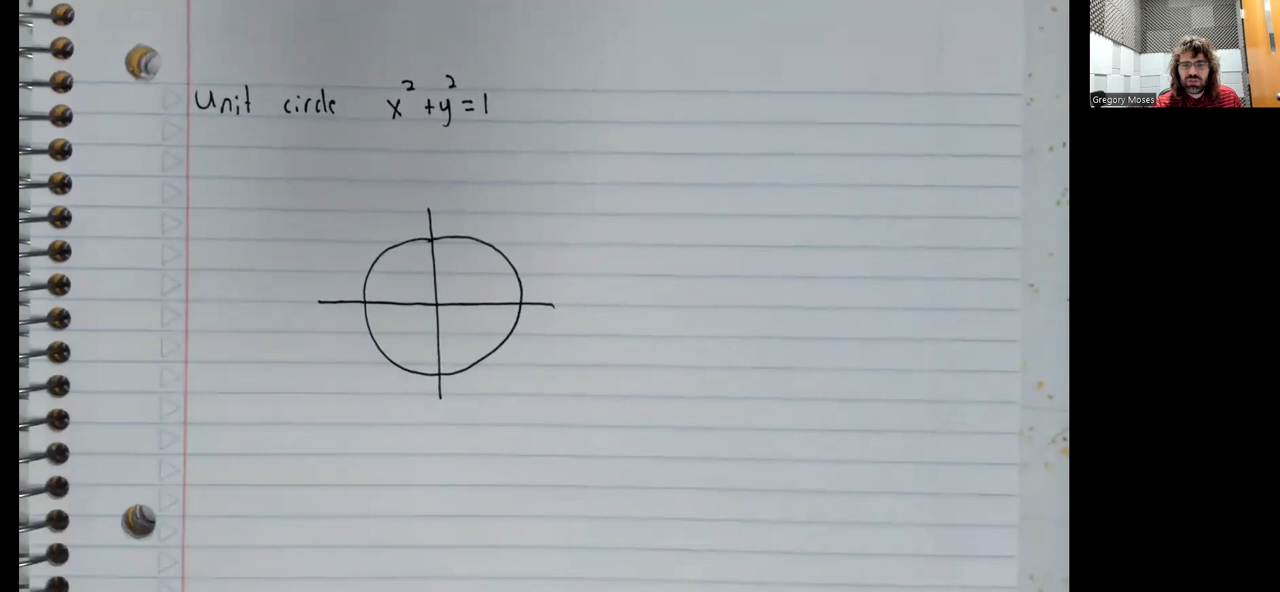 Unit circle x² + y² = 1
Gregory Moses